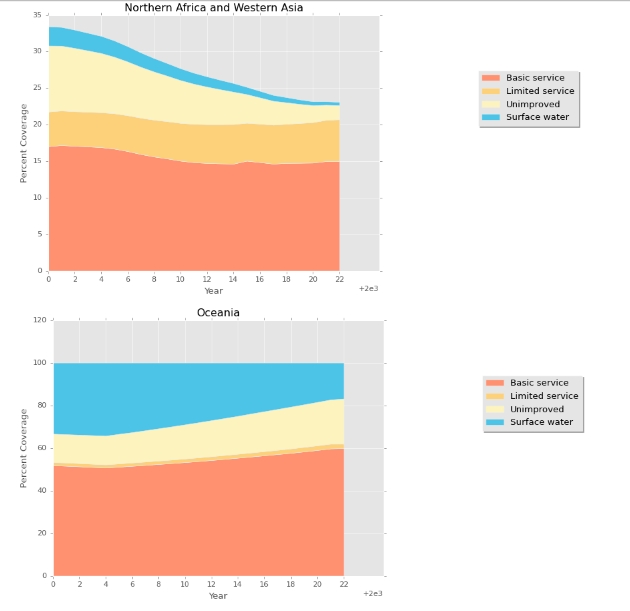 Northern Africa and Western Asia
35
30
25
20
15
10
5
0
Percent Coverage
0 2 4 6 8 10 12 14 16 18 20 22
+2e3
Year
Basic service
Limited service
Unimproved
Surface water
Oceania
120
100
80
60
40
20
0
Percent Coverage
0 2 4 6 8 10 12 14 16 18 20 22
+2e3
Year
Basic service
Limited service
Unimproved
Surface water